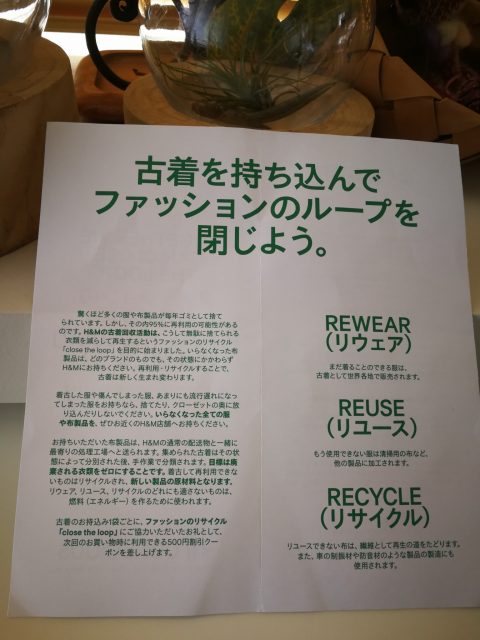 古着を持ち込んで
ファッションのループを
閉じよう。
驚くほど多くの服や布製品が毎年ゴミとして捨て
られています。しかし、その内95%に再利用の可能性がある
のです。H&Mの古着回収活動は、こうして無駄に捨てられる
衣類を減らして再生するというファッションのリサイクル
「close the loop」を目的に始まりました。いらなくなった布
製品は、どのブランドのものでも、その状態にかかわらず
H&Mにお持ちください。再利用・リサイクルすることで、
古着は新しく生まれ変わります。
着古した服や傷んでしまった服、あまりにも流行遅れになっ
てしまった服をお持ちなら、捨てたり、クローゼットの奥に放
り込んだりしないでください。いらなくなった全ての服
や布製品を、ぜひお近くのH&M店舗へお持ちください。
お持ちいただいた布製品は、H&Mの通常の配送物と一緒に
最寄りの処理工場へと送られます。集められた古着はその状
態によって分別された後、手作業で分類されます。目標は廃
棄される衣類をゼロにすることです。着古して再利用できな
いものはリサイクルされ、新しい製品の原材料となります。
リウェア、リユース、リサイクルのどれにも適さないものは、
燃料(エネルギー)を作るために使われます。
古着のお持込み1袋ごとに、ファッションのリサイクル
「close the loop」にご協力いただいたお礼として、
次回のお買い物時に利用できる500円割引クー
ポンを差し上げます。
REWEAR
(リウェア)
まだ着ることのできる服は、
古着として世界各地で販売されます。
REUSE
(リユース)
もう使用できない服は清掃用の布など、
他の製品に加工されます。
RECYCLE
(リサイクル)
リユースできない布は、繊維として再生の道をたどります。
また、車の制振材や防音材のような製品の製造にも
使用されます。